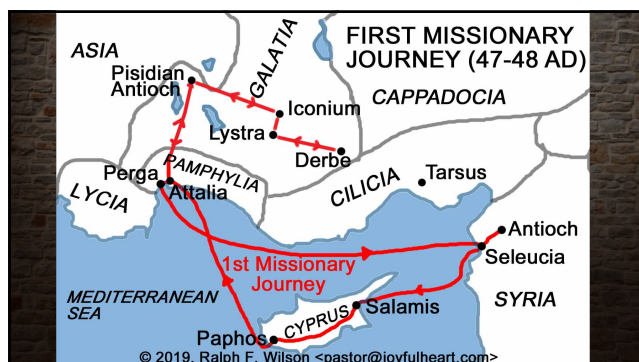 FIRST MISSIONARY
JOURNEY (47-48 AD)
ASIA
GALATIA
Pisidian
Antioch
CAPPADOCIA
Iconium
Lystra
Derbe
PAMPHYLIA
Perga
Attalia
LYCIA
CILICIA
Tarsus
Antioch
Seleucia
1st Missionary
Journey
MEDITERRANEAN
SEA
SYRIA
Salamis
CYPRUS
Paphos
© 2019, Ralph F. Wilson <pastor@joyfulheart.com>